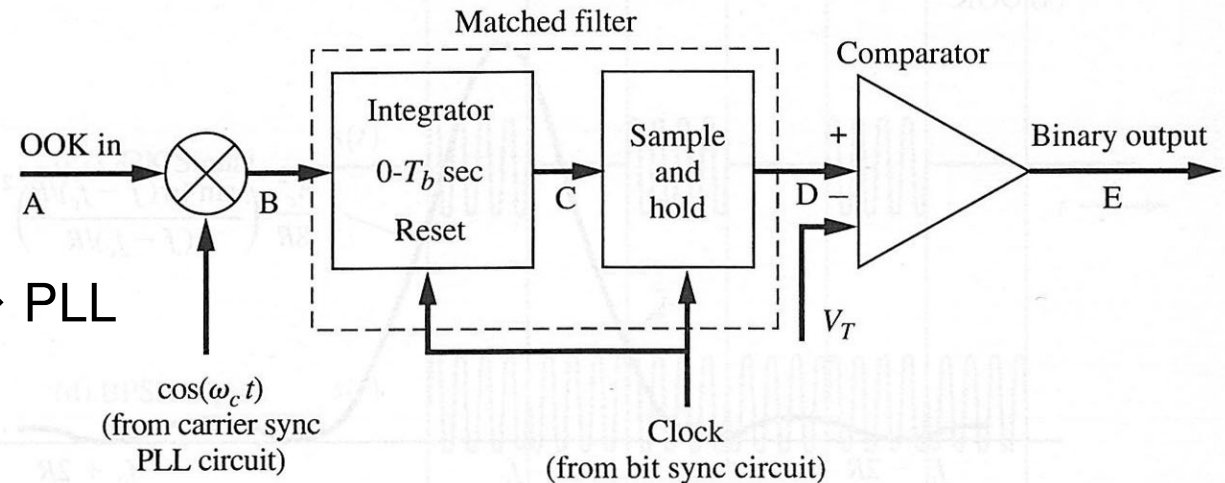 Matched filter
Comparator
OOK in
A
B
Integrator
0-T_b sec
Reset
C
Sample
and
hold
D
+
−
V_T
Binary output
E
PLL
cos(ω_c t)
(from carrier sync
PLL circuit)
Clock
(from bit sync circuit)